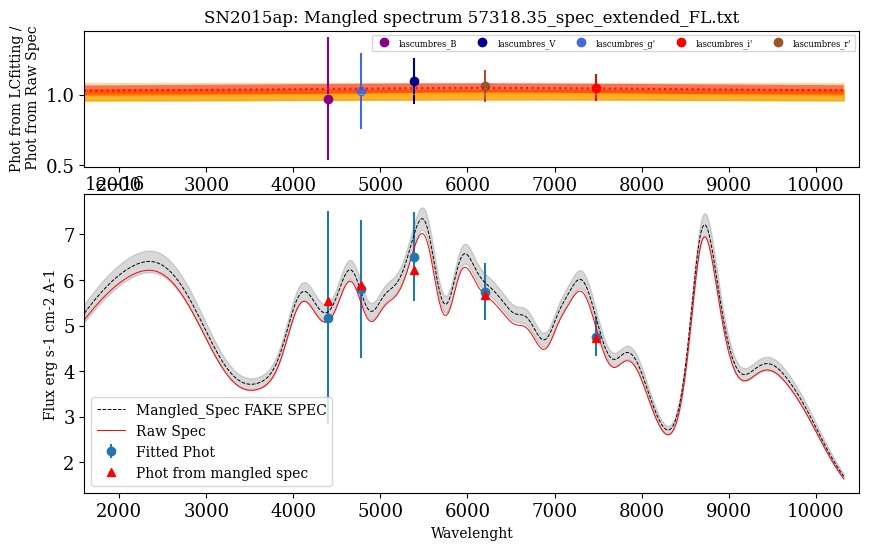 SN2015ap: Mangled spectrum 57318.35_spec_extended_FL.txt
Phot from LCfitting /
Phot from Raw Spec
lascumbres_B lascumbres_V lascumbres_g' lascumbres_i' lascumbres_r'
1.0
0.5
2000 3000 4000 5000 6000 7000 8000 9000 10000
1e−16
Flux erg s-1 cm-2 A-1
7
6
5
4
3
2
Mangled_Spec FAKE SPEC
Raw Spec
Fitted Phot
Phot from mangled spec
2000 3000 4000 5000 6000 7000 8000 9000 10000
Wavelenght